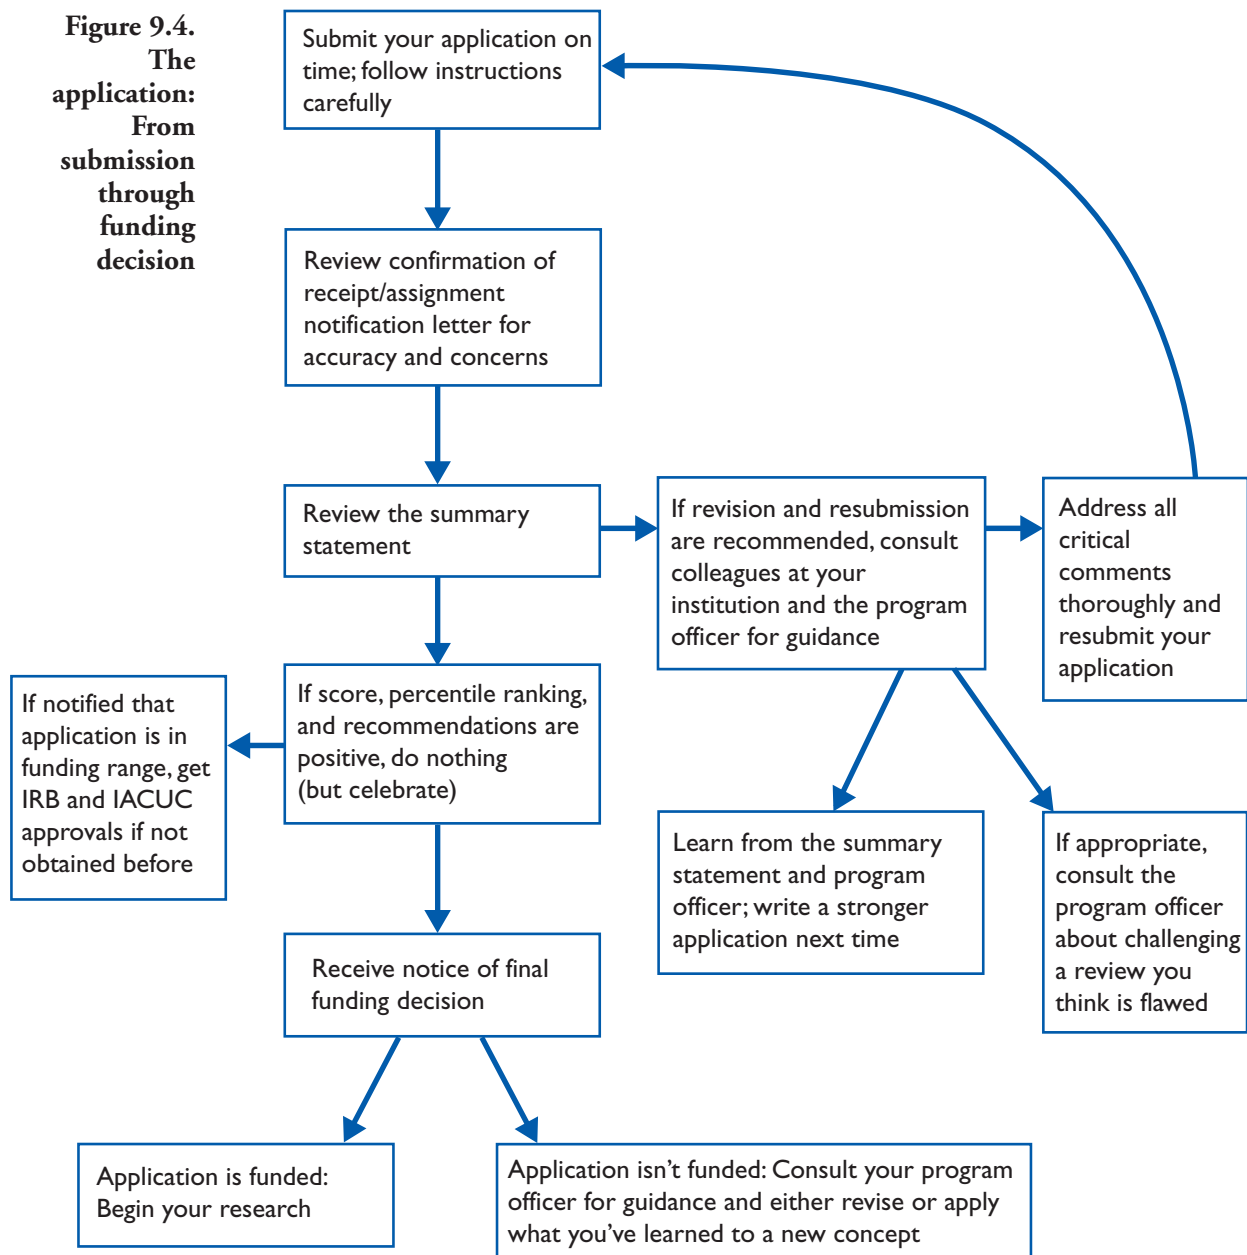 Figure 9.4.
The
application:
From
submission
through
funding
decision
Submit your application on
time; follow instructions
carefully
Review confirmation of
receipt/assignment
notification letter for
accuracy and concerns
Review the summary
statement
If revision and resubmission
are recommended, consult
colleagues at your
institution and the program
officer for guidance
Address all
critical
comments
thoroughly and
resubmit your
application
If notified that
application is in
funding range, get
IRB and IACUC
approvals if not
obtained before
If score, percentile ranking,
and recommendations are
positive, do nothing
(but celebrate)
Learn from the summary
statement and program
officer; write a stronger
application next time
If appropriate,
consult the
program officer
about challenging
a review you
think is flawed
Receive notice of final
funding decision
Application is funded:
Begin your research
Application isn't funded: Consult your program
officer for guidance and either revise or apply
what you've learned to a new concept